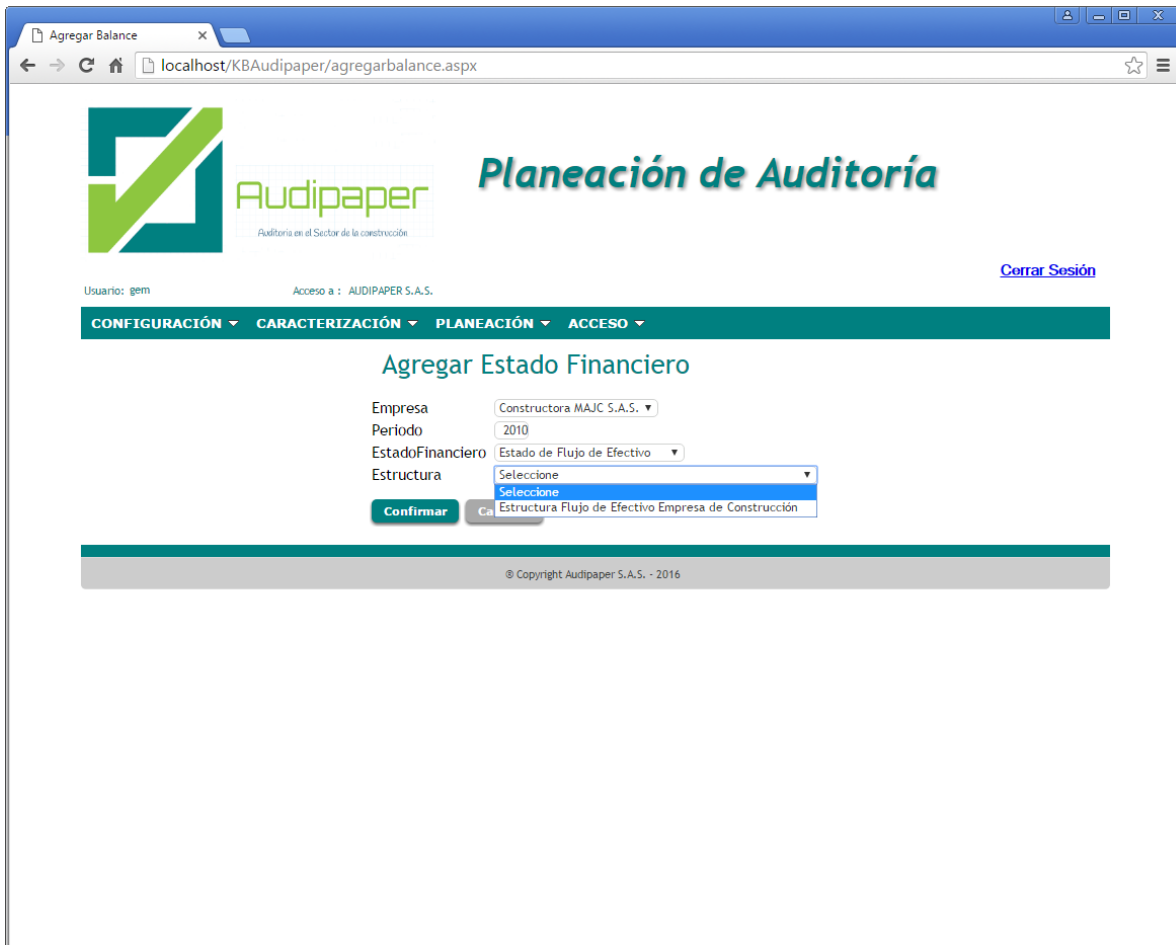 Agregar Balance
localhost/KBAudipaper/agregarbalance.aspx
Audipaper
Auditoria en el Sector de la construcción
Planeación de Auditoría
Cerrar Sesión
Usuario: gem Acceso a : AUDIPAPER S.A.S.
CONFIGURACIÓN CARACTERIZACIÓN PLANEACIÓN ACCESO
Agregar Estado Financiero
Empresa Constructora MAJC S.A.S.
Periodo 2010
EstadoFinanciero Estado de Flujo de Efectivo
Estructura Seleccione
Seleccione
Estructura Flujo de Efectivo Empresa de Construcción
Confirmar Ca
® Copyright Audipaper S.A.S. - 2016